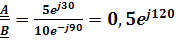 A/B = 5e^{j30}/10e^{-j90} = 0,5e^{j120}